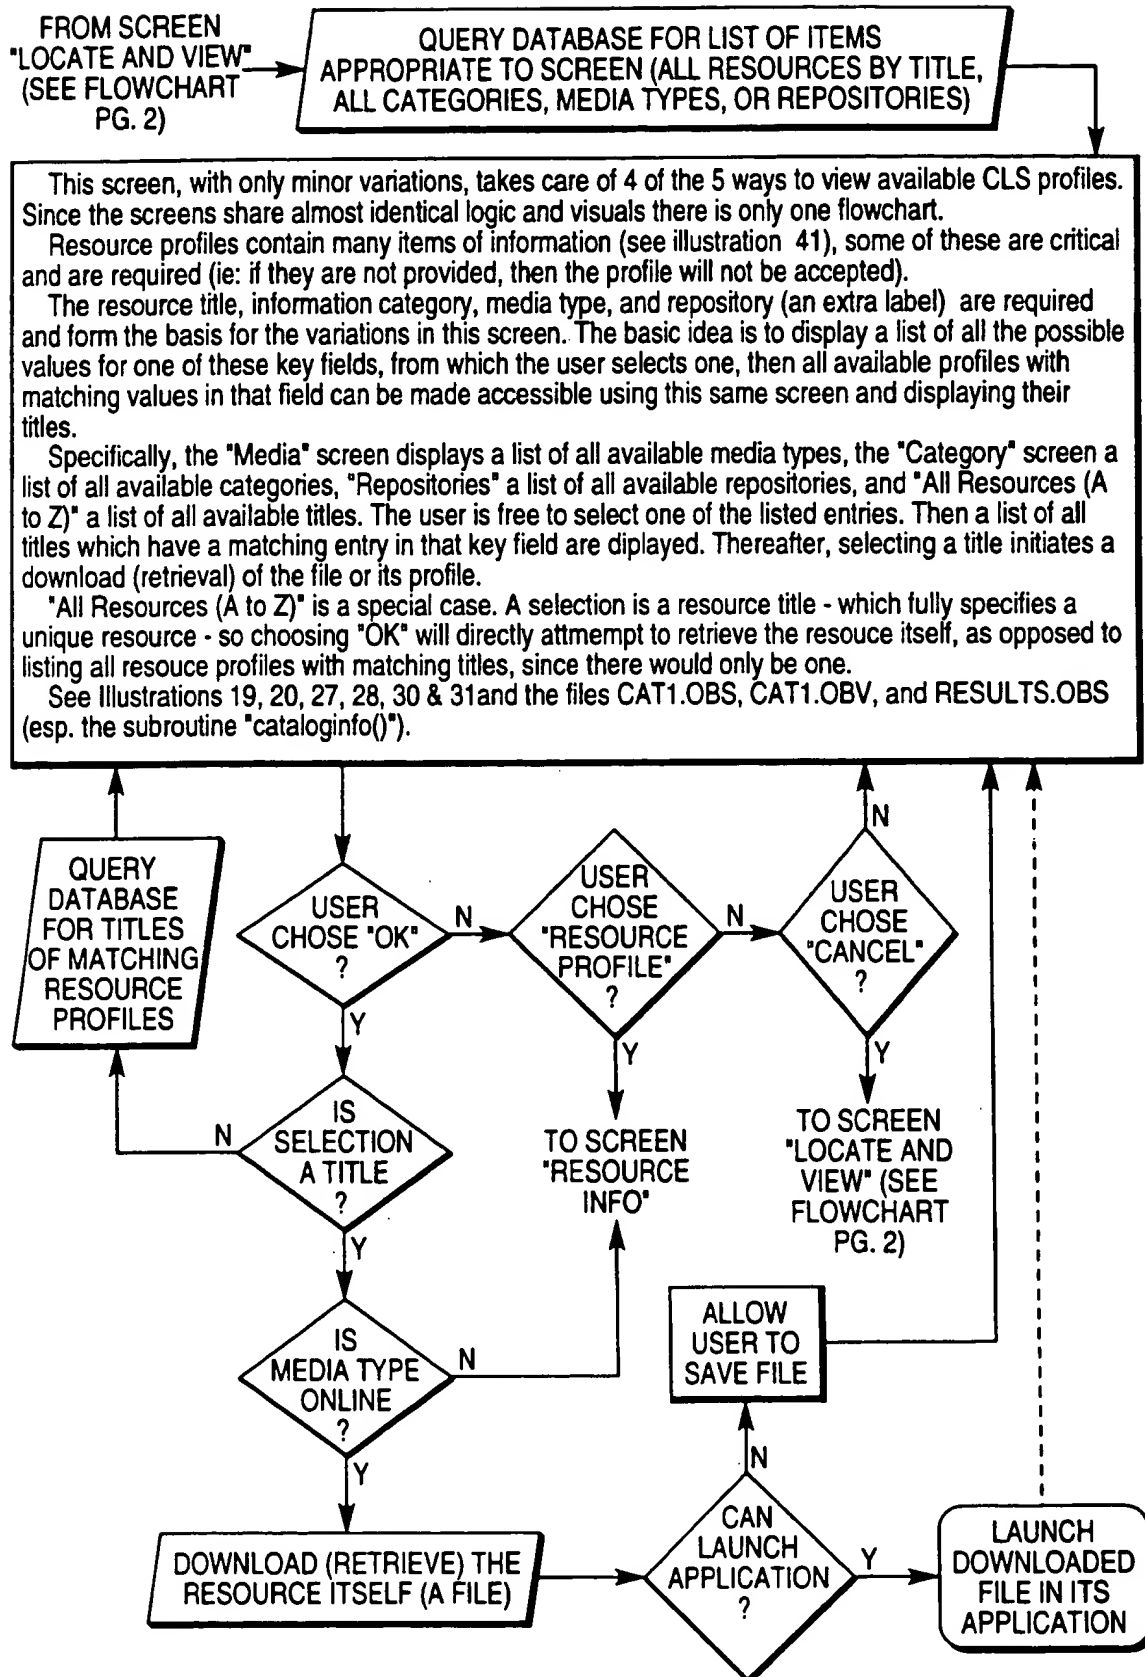 FROM SCREEN
"LOCATE AND VIEW"
(SEE FLOWCHART
PG. 2)
QUERY DATABASE FOR LIST OF ITEMS
APPROPRIATE TO SCREEN (ALL RESOURCES BY TITLE,
ALL CATEGORIES, MEDIA TYPES, OR REPOSITORIES)
This screen, with only minor variations, takes care of 4 of the 5 ways to view available CLS profiles.
Since the screens share almost identical logic and visuals there is only one flowchart.
Resource profiles contain many items of information (see illustration 41), some of these are critical
and are required (ie: if they are not provided, then the profile will not be accepted).
The resource title, information category, media type, and repository (an extra label) are required
and form the basis for the variations in this screen. The basic idea is to display a list of all the possible
values for one of these key fields, from which the user selects one, then all available profiles with
matching values in that field can be made accessible using this same screen and displaying their
titles.
Specifically, the "Media" screen displays a list of all available media types, the "Category" screen a
list of all available categories, "Repositories" a list of all available repositories, and "All Resources (A
to Z)" a list of all available titles. The user is free to select one of the listed entries. Then a list of all
titles which have a matching entry in that key field are diplayed. Thereafter, selecting a title initiates a
download (retrieval) of the file or its profile.
"All Resources (A to Z)" is a special case. A selection is a resource title - which fully specifies a
unique resource - so choosing "OK" will directly attmempt to retrieve the resouce itself, as opposed to
listing all resouce profiles with matching titles, since there would only be one.
See Illustrations 19, 20, 27, 28, 30 & 31and the files CAT1.OBS, CAT1.OBV, and RESULTS.OBS
(esp. the subroutine "cataloginfo()").
QUERY
DATABASE
FOR TITLES
OF MATCHING
RESOURCE
PROFILES
USER
CHOSE "OK"
?
N
Y
USER
CHOSE
"RESOURCE
PROFILE"
?
N
Y
USER
CHOSE
"CANCEL"
?
N
Y
IS
SELECTION
A TITLE
?
N
Y
TO SCREEN
"RESOURCE
INFO"
TO SCREEN
"LOCATE AND
VIEW" (SEE
FLOWCHART
PG. 2)
IS
MEDIA TYPE
ONLINE
?
N
Y
ALLOW
USER TO
SAVE FILE
N
DOWNLOAD (RETRIEVE) THE
RESOURCE ITSELF (A FILE)
CAN
LAUNCH
APPLICATION
?
Y
LAUNCH
DOWNLOADED
FILE IN ITS
APPLICATION